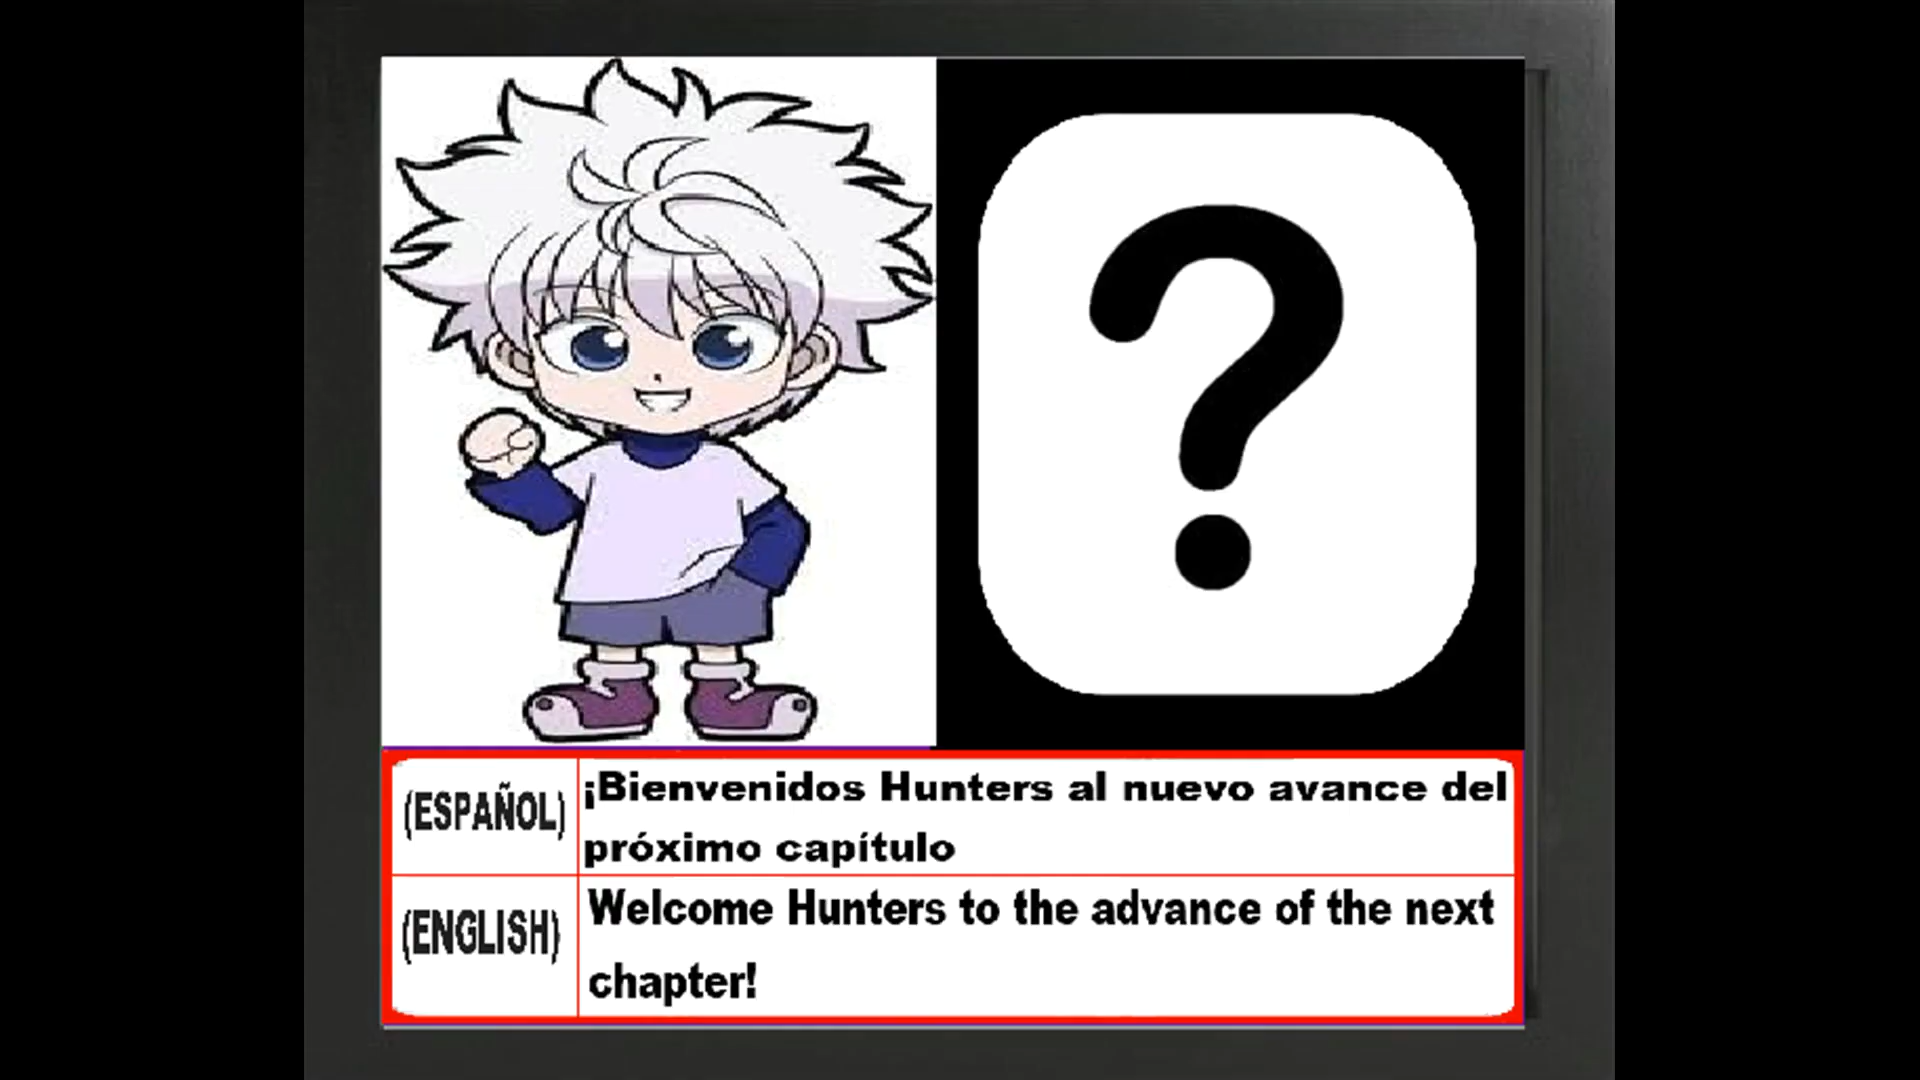 ?
(ESPAÑOL)
¡Bienvenidos Hunters al nuevo avance del
próximo capítulo
(ENGLISH)
Welcome Hunters to the advance of the next
chapter!